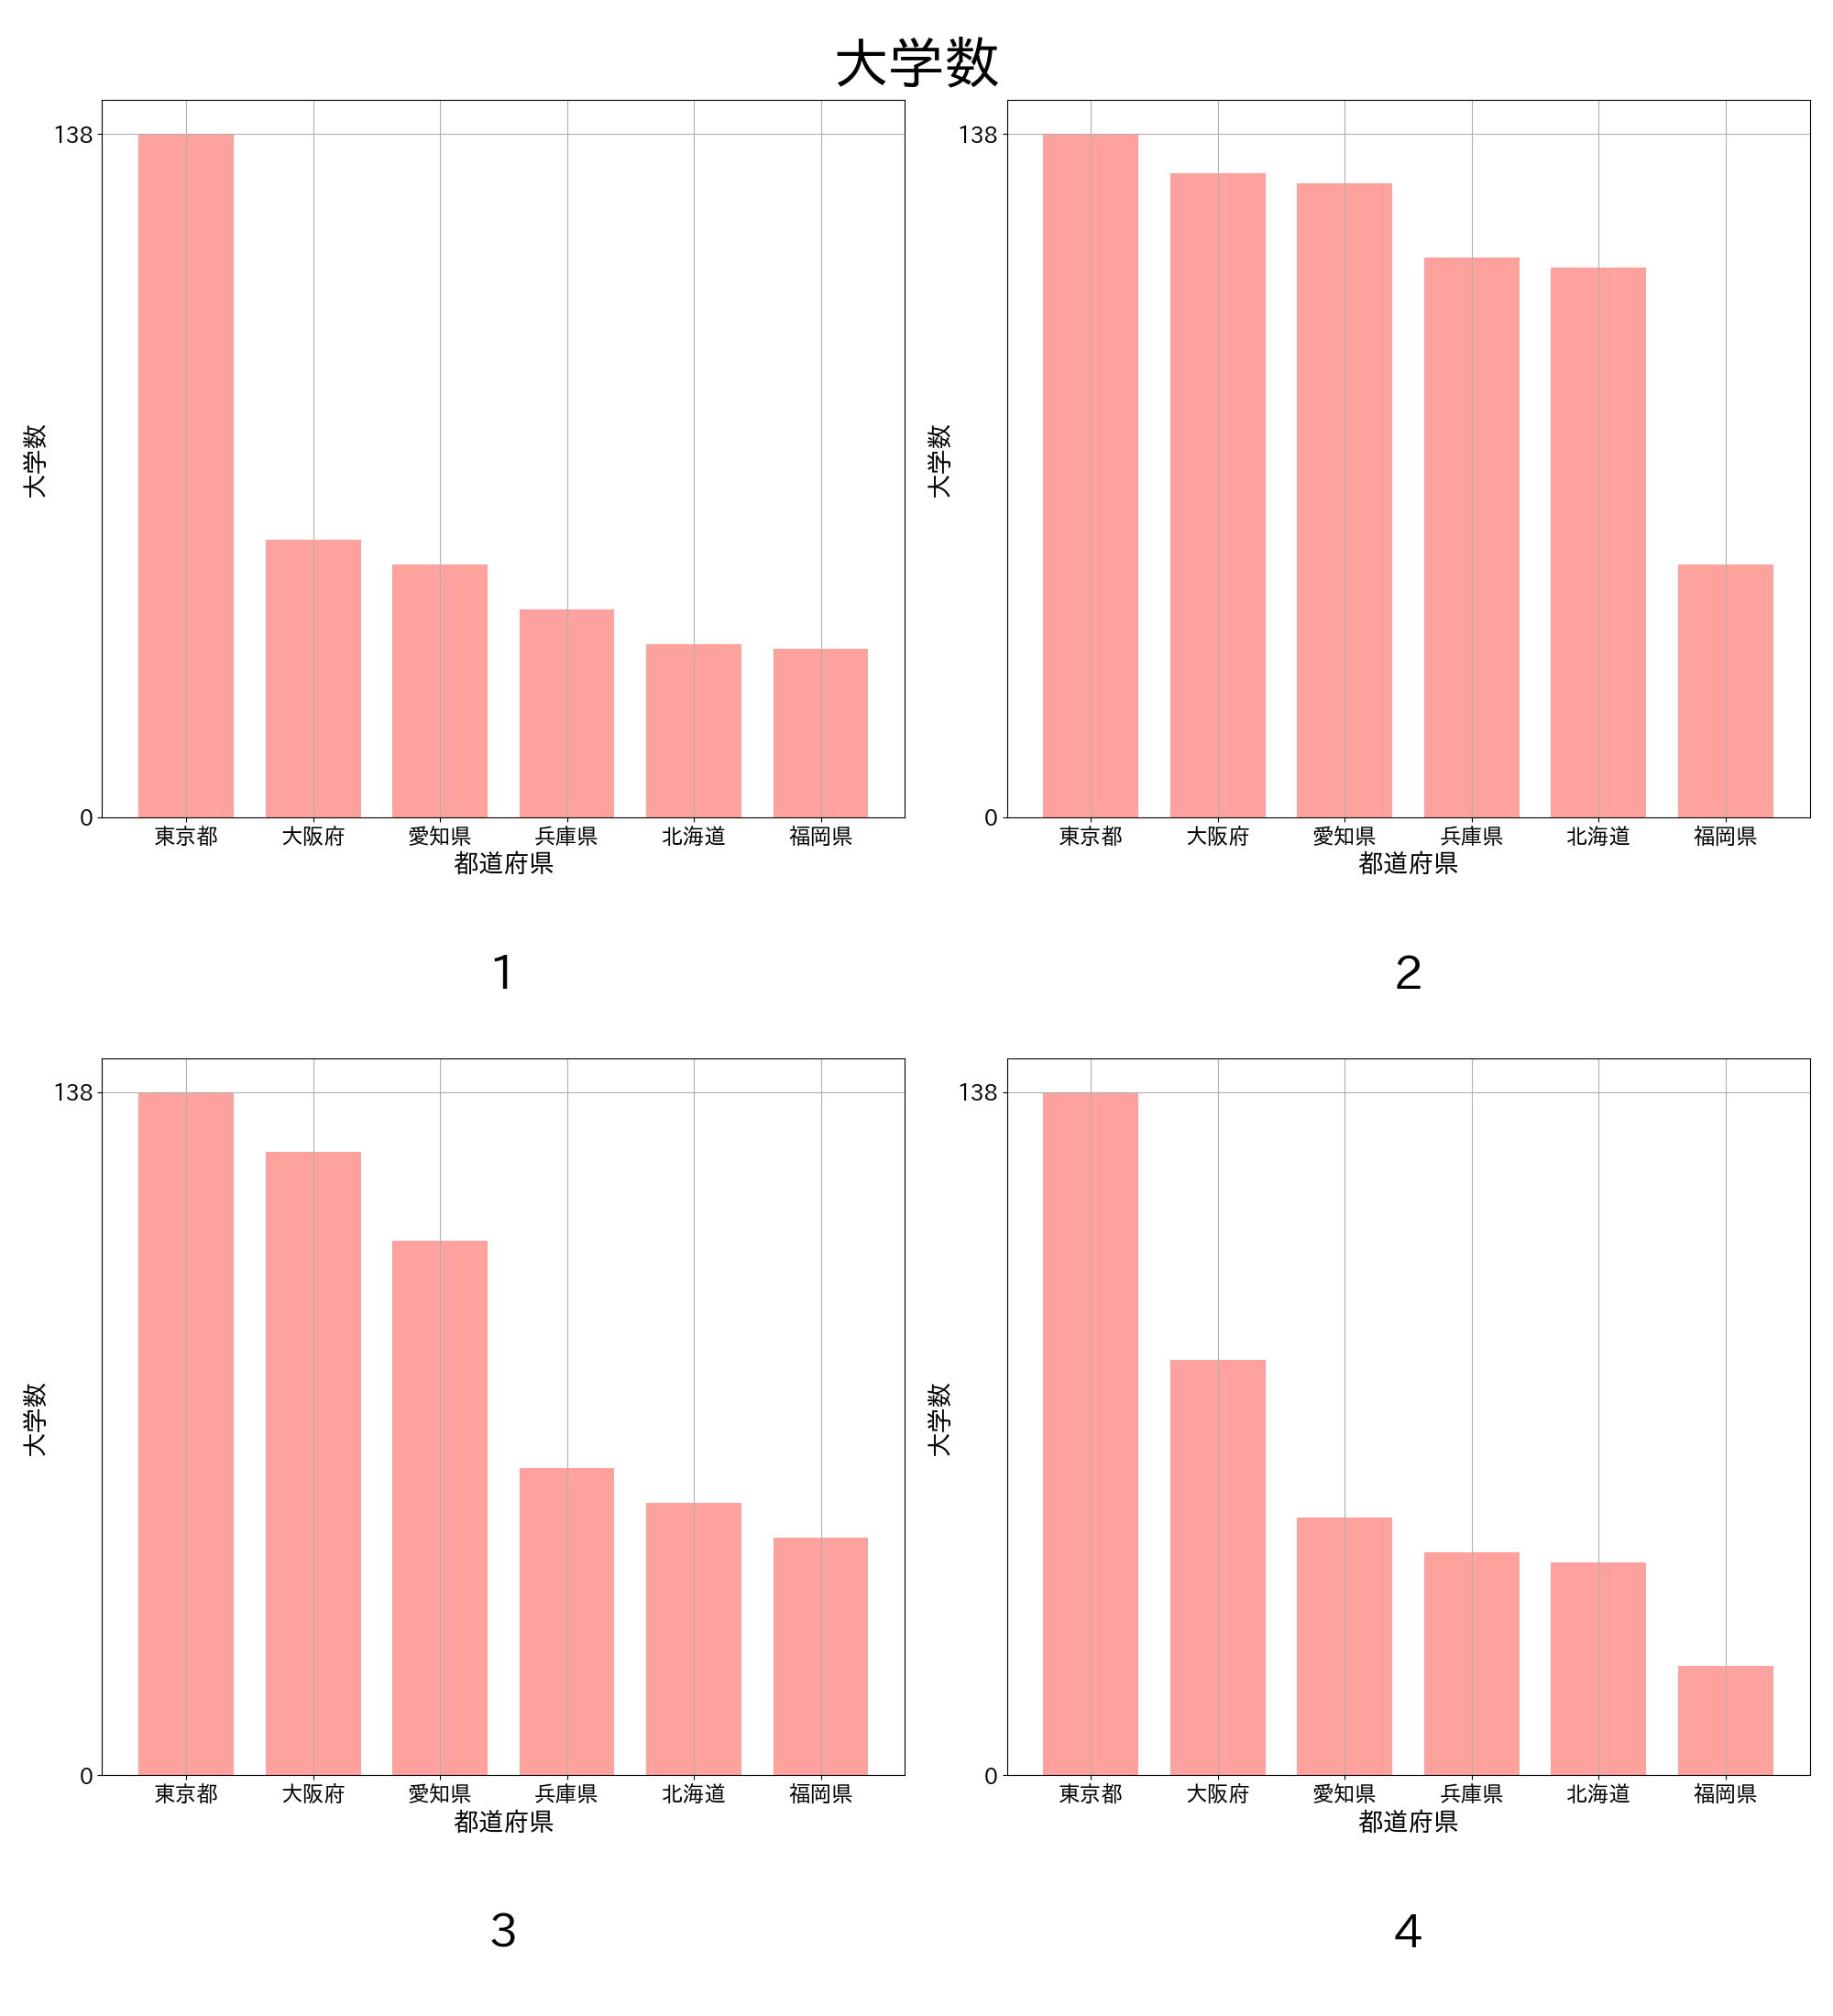 大学数
138
0
大学数
東京都 大阪府 愛知県 兵庫県 北海道 福岡県
都道府県
1
138
0
大学数
東京都 大阪府 愛知県 兵庫県 北海道 福岡県
都道府県
2
138
0
大学数
東京都 大阪府 愛知県 兵庫県 北海道 福岡県
都道府県
3
138
0
大学数
東京都 大阪府 愛知県 兵庫県 北海道 福岡県
都道府県
4